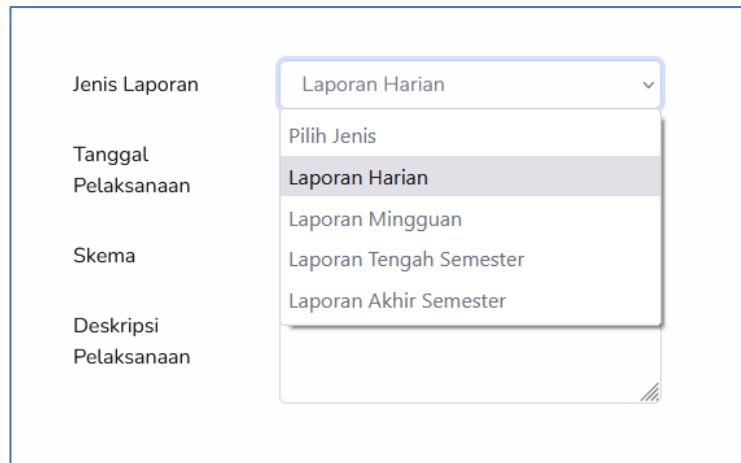 Jenis Laporan
Laporan Harian
Pilih Jenis
Laporan Harian
Laporan Mingguan
Laporan Tengah Semester
Laporan Akhir Semester
Tanggal
Pelaksanaan
Skema
Deskripsi
Pelaksanaan